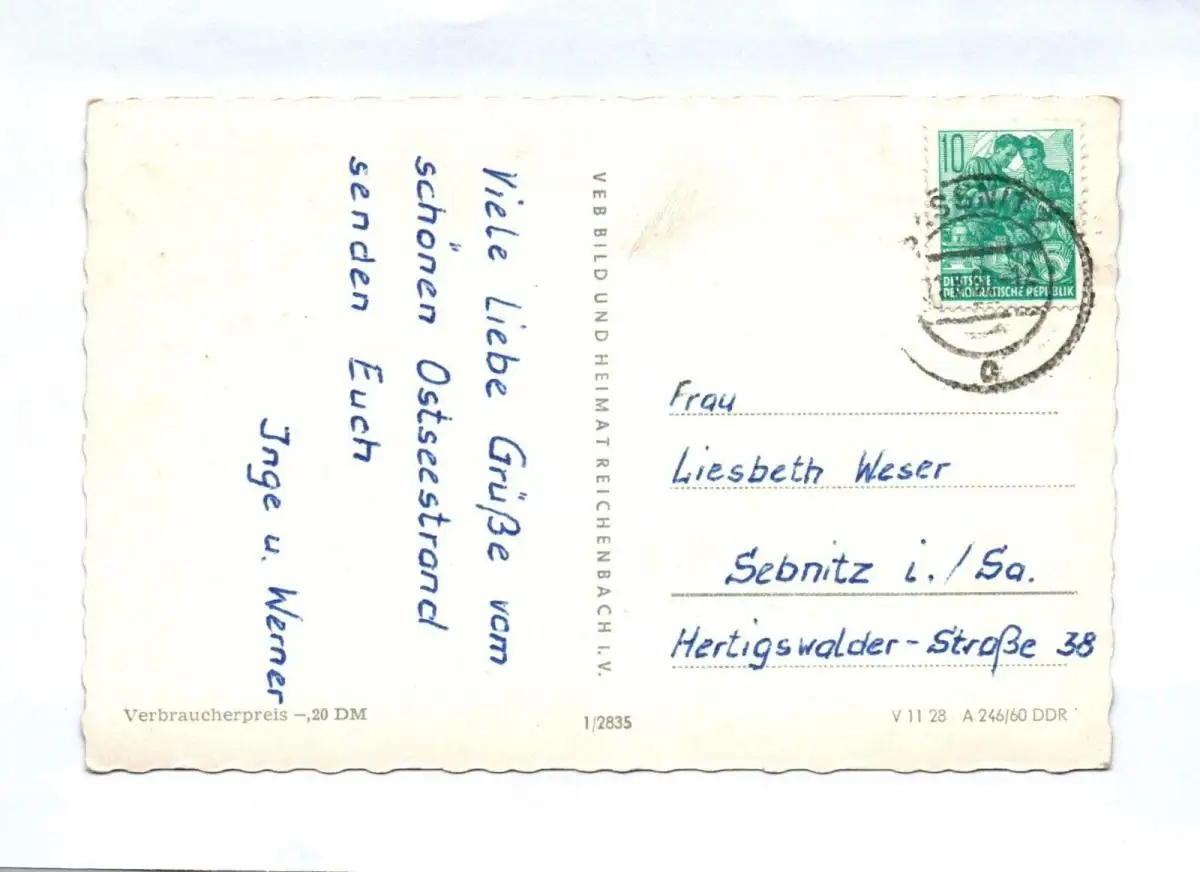 Viele Liebe Grüße vom
schönen Ostseestrand
senden Euch
Inge u. Werner
VEB BILD UND HEIMAT REICHENBACH I. V.
10
5
DEUTSCHE
DEMOKRATISCHE REPUBLIK
a
Frau
Liesbeth Weser
Sebnitz i./Sa.
Hertigswalder-Straße 38
Verbraucherpreis –,20 DM
1/2835
V 11 28 A 246/60 DDR